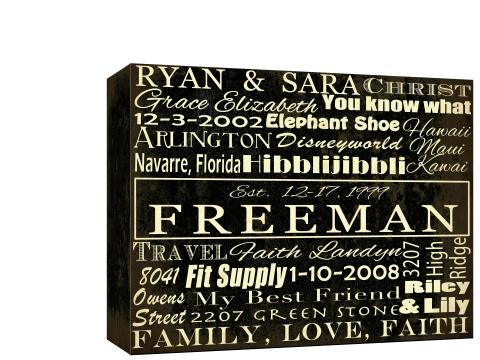 RYAN & SARA CHRIST
Grace Elizabeth You know what
12-3-2002 Elephant Shoe Hawaii
ARLINGTON Disneyworld Maui
Navarre, Florida Hibblijibbli Kawai
Est. 12-17, 1999
FREEMAN
TRAVEL Faith Landyn
3207 High Ridge
8041 Fit Supply 1-10-2008
Owens Street My Best Friend Riley & Lily
2207 GREEN STONE
FAMILY, LOVE, FAITH